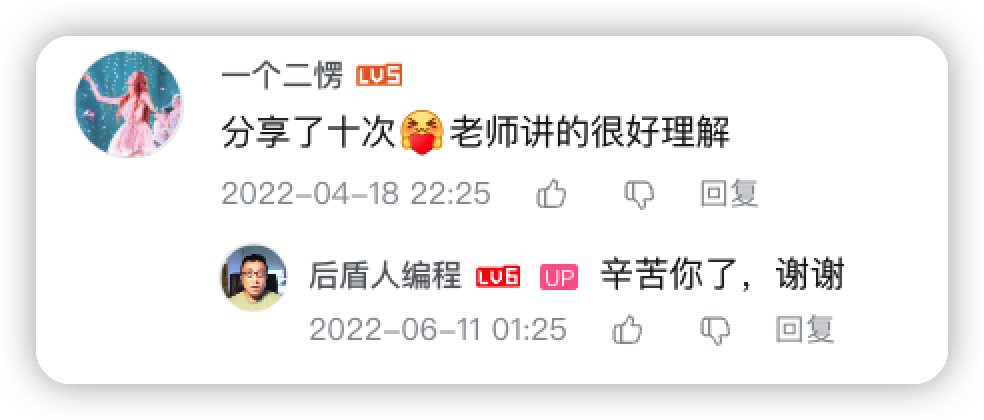 一个二愣 LV5
分享了十次老师讲的很好理解
2022-04-18 22:25 回复
后盾人编程 LV6 UP 辛苦你了，谢谢
2022-06-11 01:25 回复